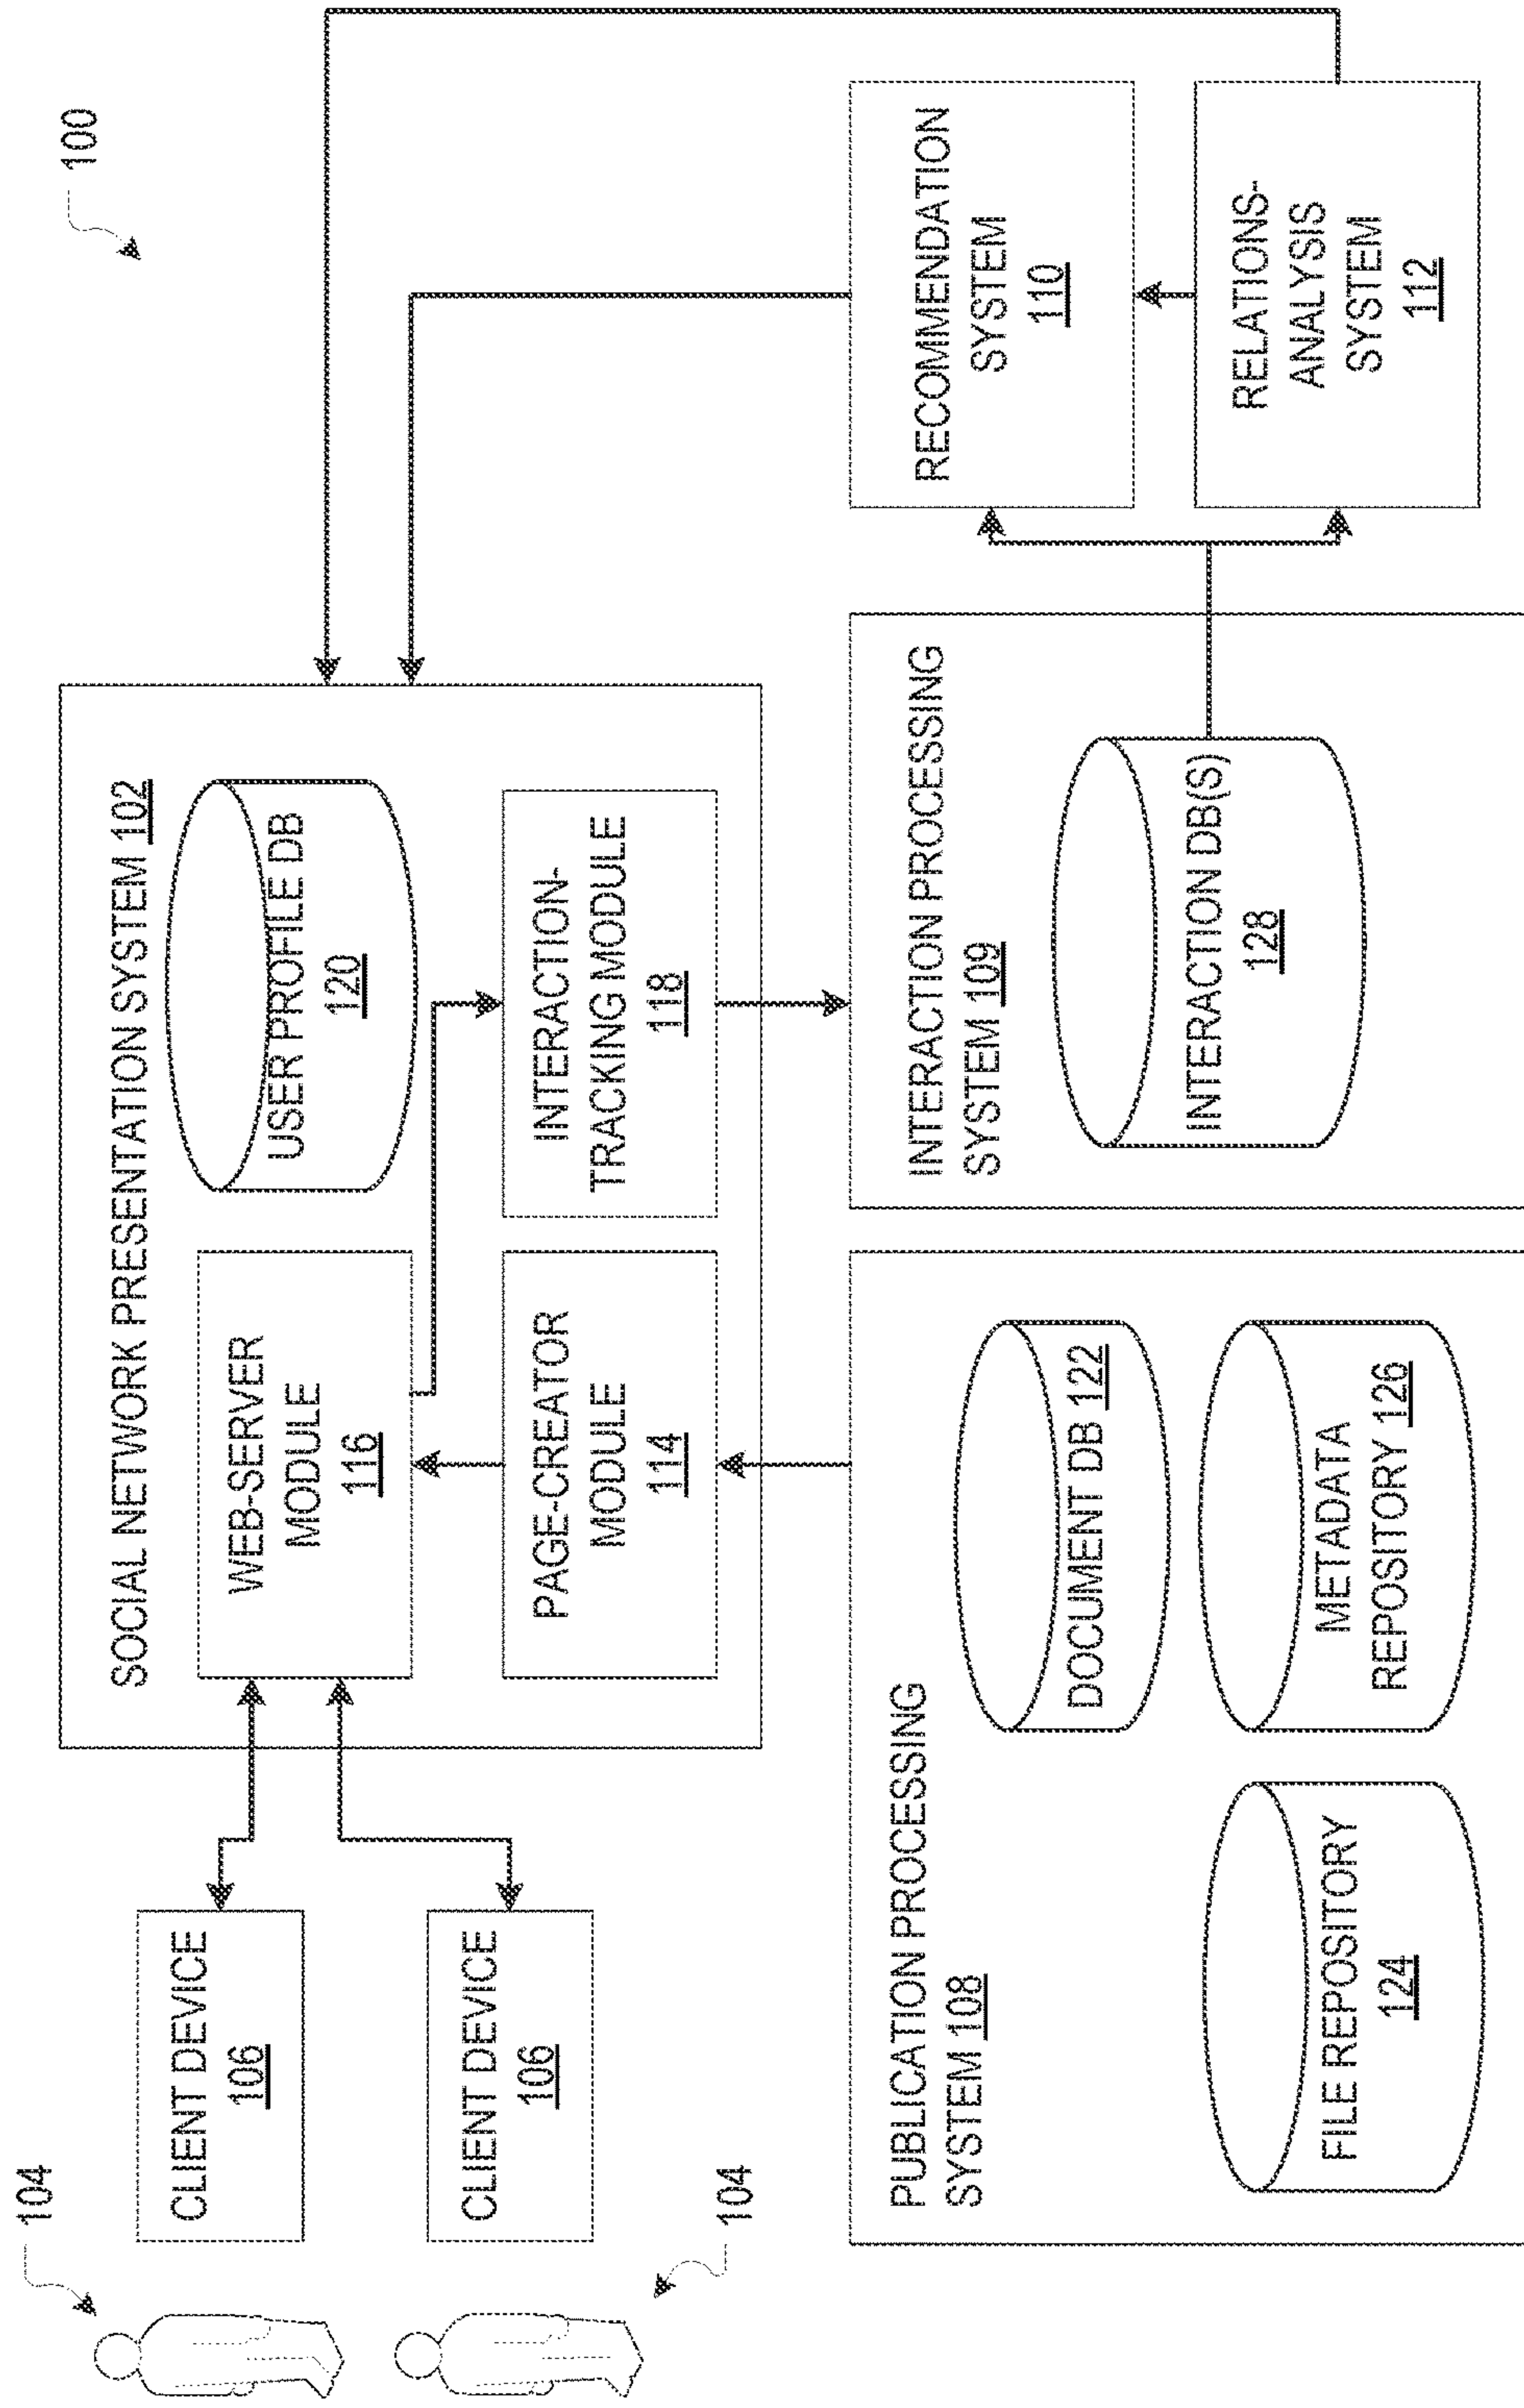 100
104
CLIENT DEVICE
106
CLIENT DEVICE
106
104
SOCIAL NETWORK PRESENTATION SYSTEM 102
WEB-SERVER
MODULE
116
USER PROFILE DB
120
PAGE-CREATOR
MODULE
114
INTERACTION-
TRACKING MODULE
118
PUBLICATION PROCESSING
SYSTEM 108
DOCUMENT DB 122
FILE REPOSITORY
124
METADATA
REPOSITORY 126
INTERACTION PROCESSING
SYSTEM 109
INTERACTION DB(S)
128
RECOMMENDATION
SYSTEM
110
RELATIONS-
ANALYSIS
SYSTEM
112